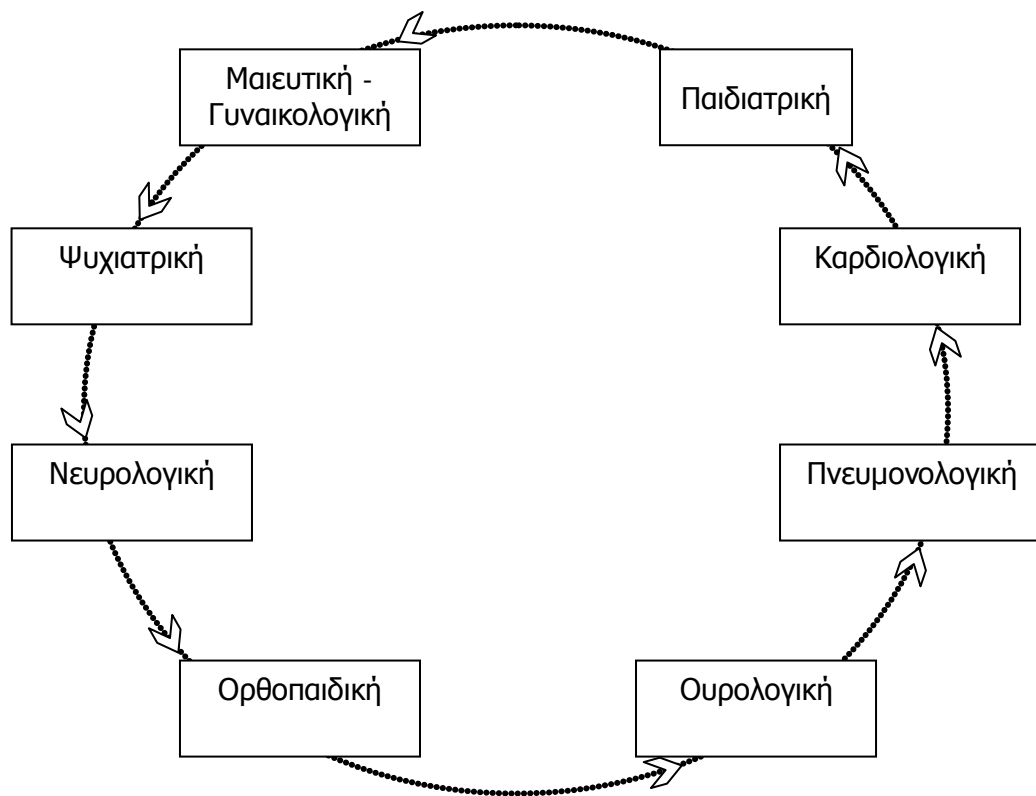 Μαιευτική -
Γυναικολογική
Παιδιατρική
Ψυχιατρική
Καρδιολογική
Νευρολογική
Πνευμονολογική
Ορθοπαιδική
Ουρολογική